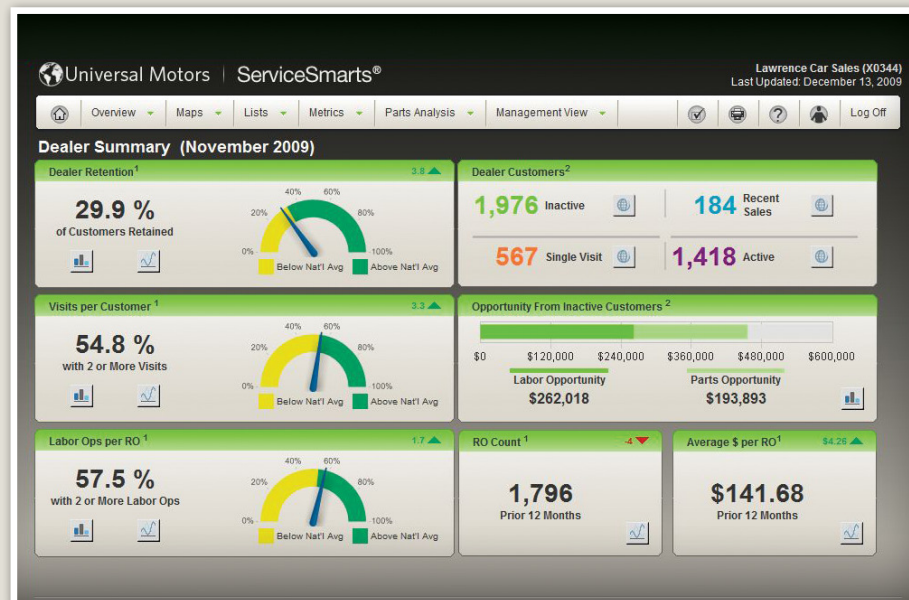 Universal Motors | ServiceSmarts®
Lawrence Car Sales (X0344)
Last Updated: December 13, 2009
Overview Maps Lists Metrics Parts Analysis Management View Log Off
Dealer Summary (November 2009)
Dealer Retention1 3.8
29.9 %
of Customers Retained
0% 20% 40% 60% 80% 100%
Below Nat'l Avg Above Nat'l Avg
Dealer Customers2
1,976 Inactive
184 Recent Sales
567 Single Visit
1,418 Active
Visits per Customer 1 3.3
54.8 %
with 2 or More Visits
0% 20% 40% 60% 80% 100%
Below Nat'l Avg Above Nat'l Avg
Opportunity From Inactive Customers 2
$0 $120,000 $240,000 $360,000 $480,000 $600,000
Labor Opportunity Parts Opportunity
$262,018 $193,893
Labor Ops per RO 1 1.7
57.5 %
with 2 or More Labor Ops
0% 20% 40% 60% 80% 100%
Below Nat'l Avg Above Nat'l Avg
RO Count 1 -4
1,796
Prior 12 Months
Average $ per RO1 $4.26
$141.68
Prior 12 Months